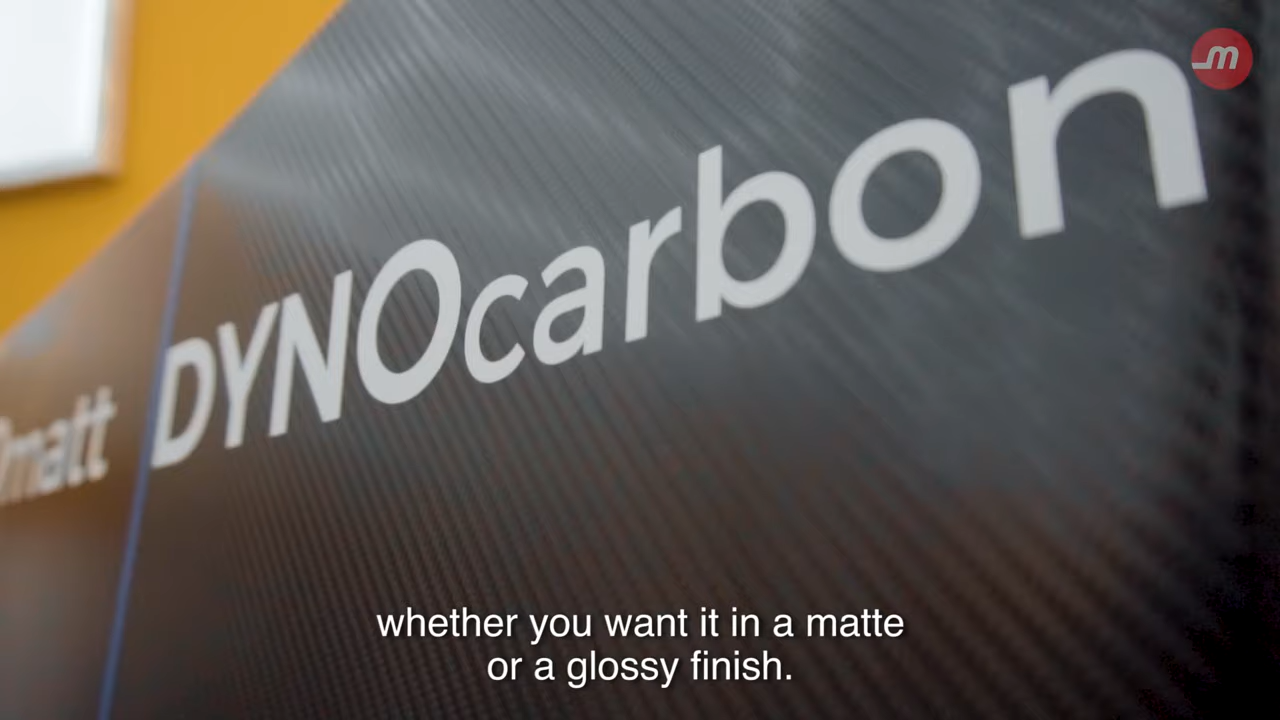 m
DYNOcarbon
matt
whether you want it in a matte
or a glossy finish.